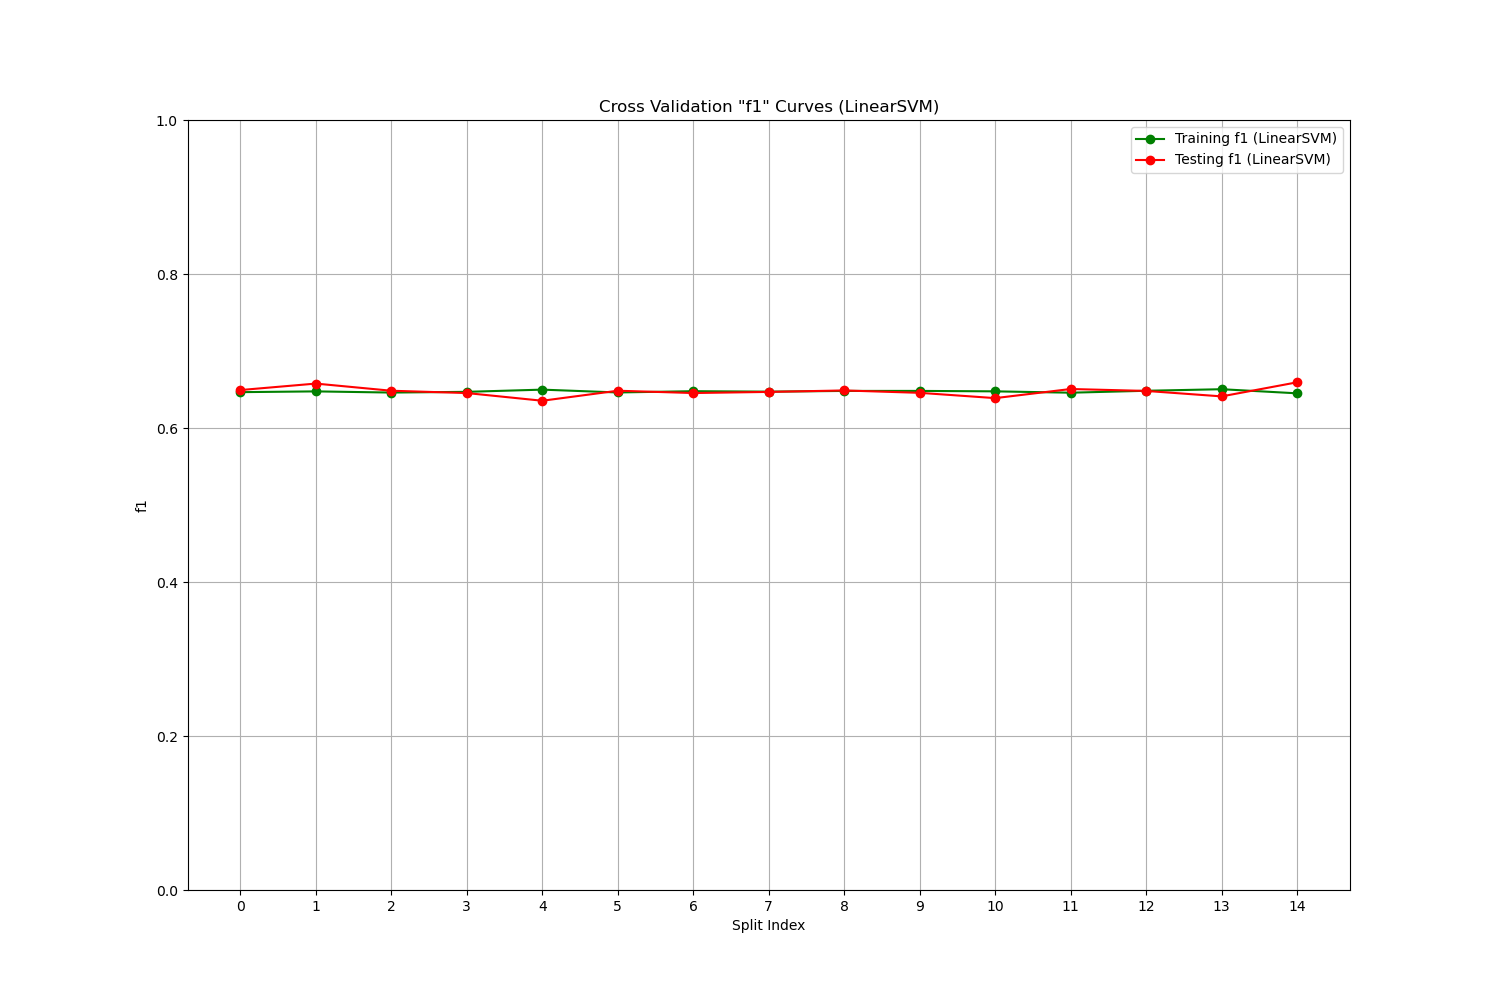 Cross Validation "f1" Curves (LinearSVM)
Training f1 (LinearSVM)
Testing f1 (LinearSVM)
1.0
0.8
0.6
0.4
0.2
0.0
f1
0 1 2 3 4 5 6 7 8 9 10 11 12 13 14
Split Index